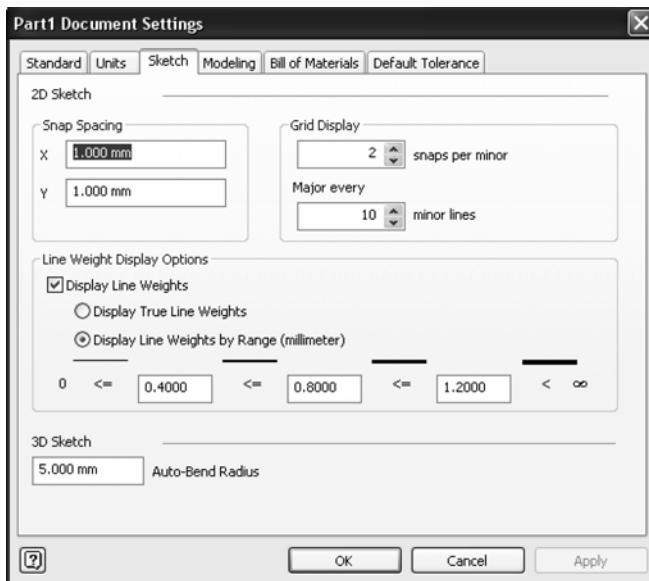 Part1 Document Settings
Standard Units Sketch Modeling Bill of Materials Default Tolerance
2D Sketch
Snap Spacing
X 1.000 mm
Y 1.000 mm
Grid Display
2 snaps per minor
Major every
10 minor lines
Line Weight Display Options
Display Line Weights
Display True Line Weights
Display Line Weights by Range (millimeter)
0 <= 0.4000 <= 0.8000 <= 1.2000 < ∞
3D Sketch
5.000 mm Auto-Bend Radius
? OK Cancel Apply